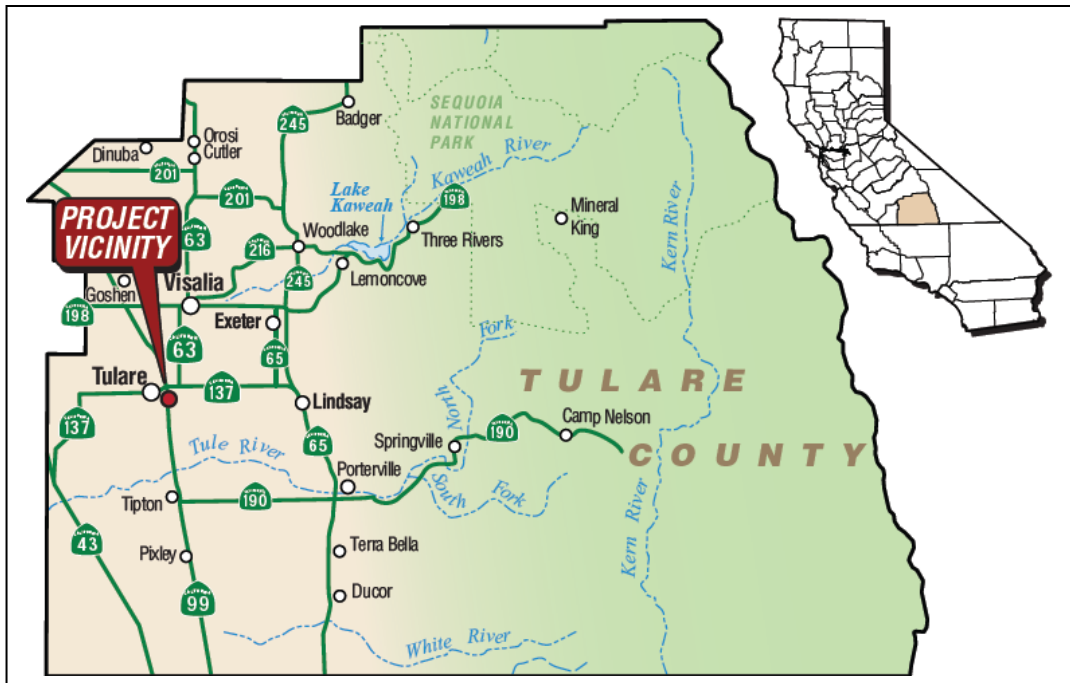 245
Badger
SEQUOIA
NATIONAL
PARK
Orosi
Cutler
Dinuba
201
Kaweah River
201
Lake
Kaweah
198
PROJECT
VICINITY
63
216
Woodlake
Three Rivers
Mineral
King
Kern River
Visalia
Goshen
245
Lemoncove
198
Exeter
63
65
North Fork
Tulare
137
TULARE
Lindsay
137
Camp Nelson
190
Springville
COUNTY
Tule River
65
Porterville
South Fork
Tipton
190
Kern River
43
Pixley
Terra Bella
Ducor
99
White River